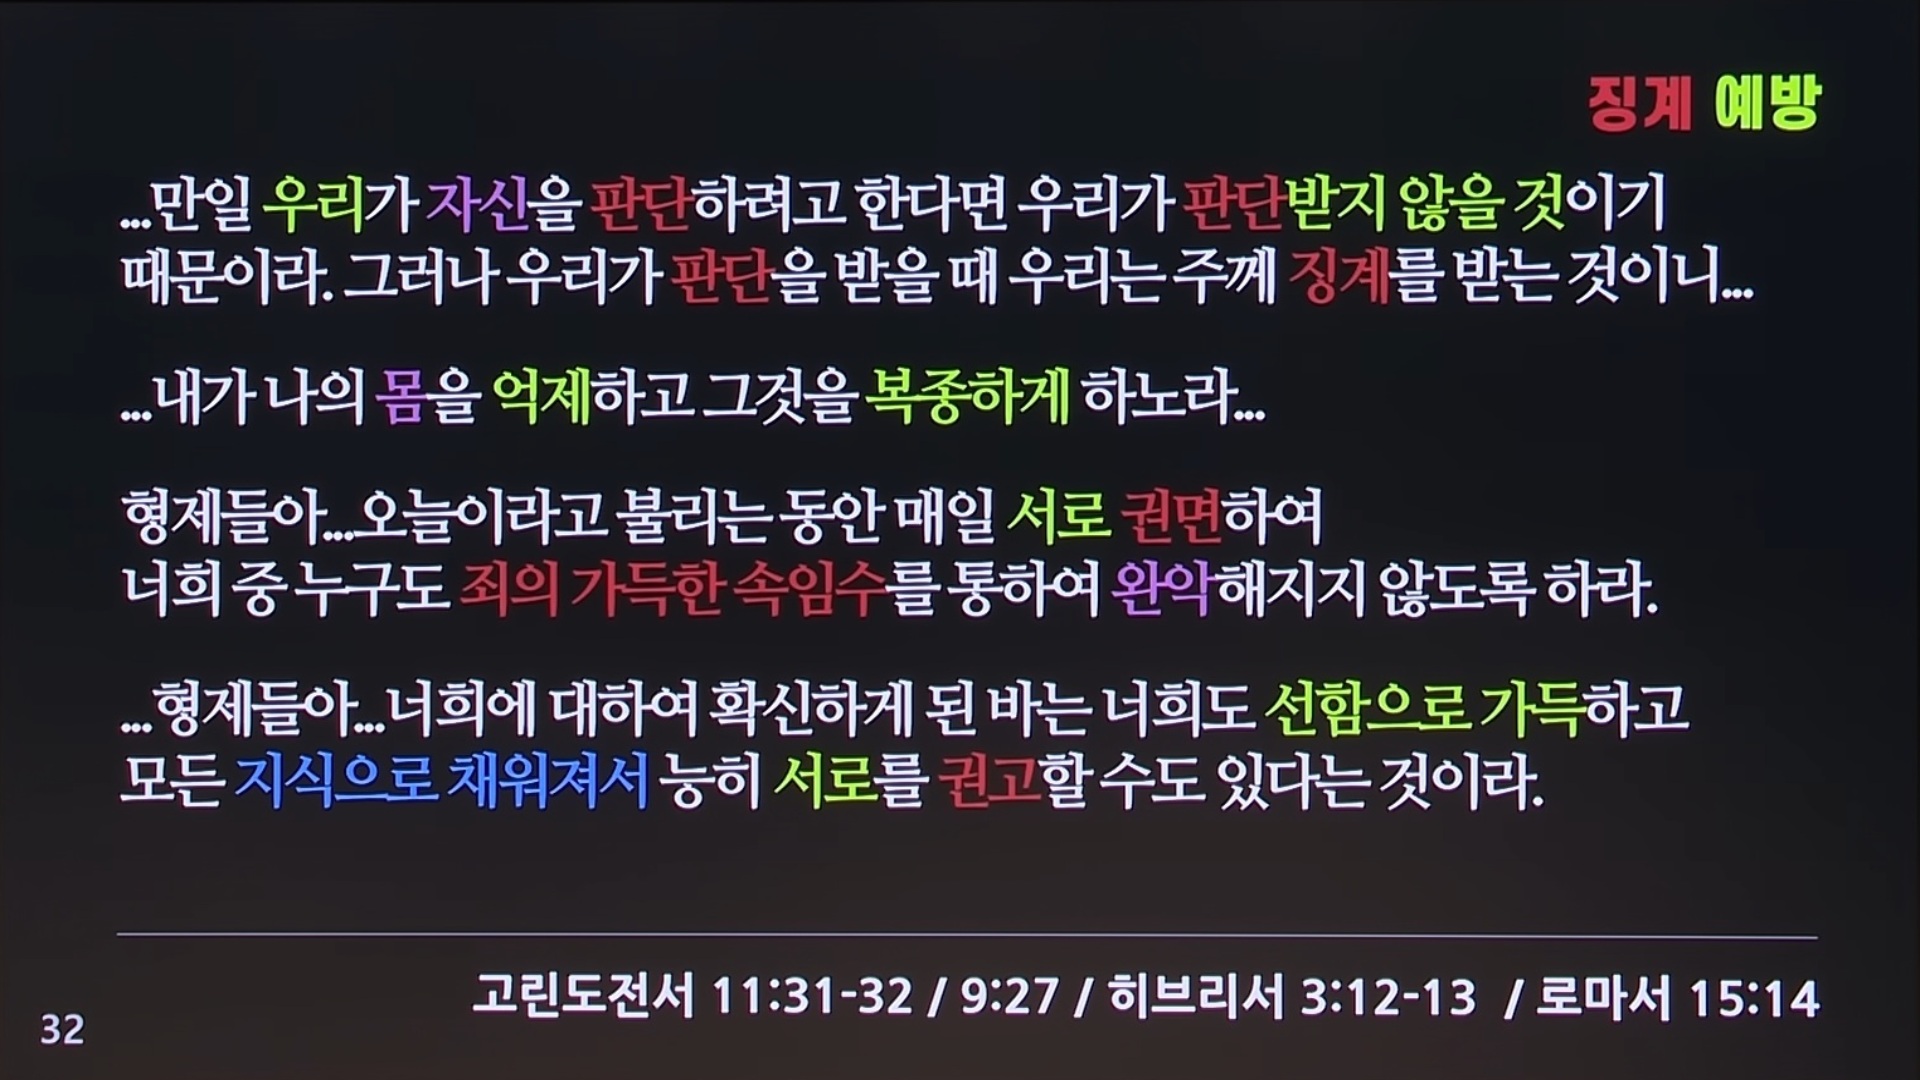 징계 예방
...만일 우리가 자신을 판단하려고 한다면 우리가 판단받지 않을 것이기
때문이라. 그러나 우리가 판단을 받을 때 우리는 주께 징계를 받는 것이니...
...내가 나의 몸을 억제하고 그것을 복종하게 하노라...
형제들아...오늘이라고 불리는 동안 매일 서로 권면하여
너희 중 누구도 죄의 가득한 속임수를 통하여 완악해지지 않도록 하라.
...형제들아...너희에 대하여 확신하게 된 바는 너희도 선함으로 가득하고
모든 지식으로 채워져서 능히 서로를 권고할 수도 있다는 것이라.
고린도전서 11:31-32 / 9:27 / 히브리서 3:12-13 / 로마서 15:14
32